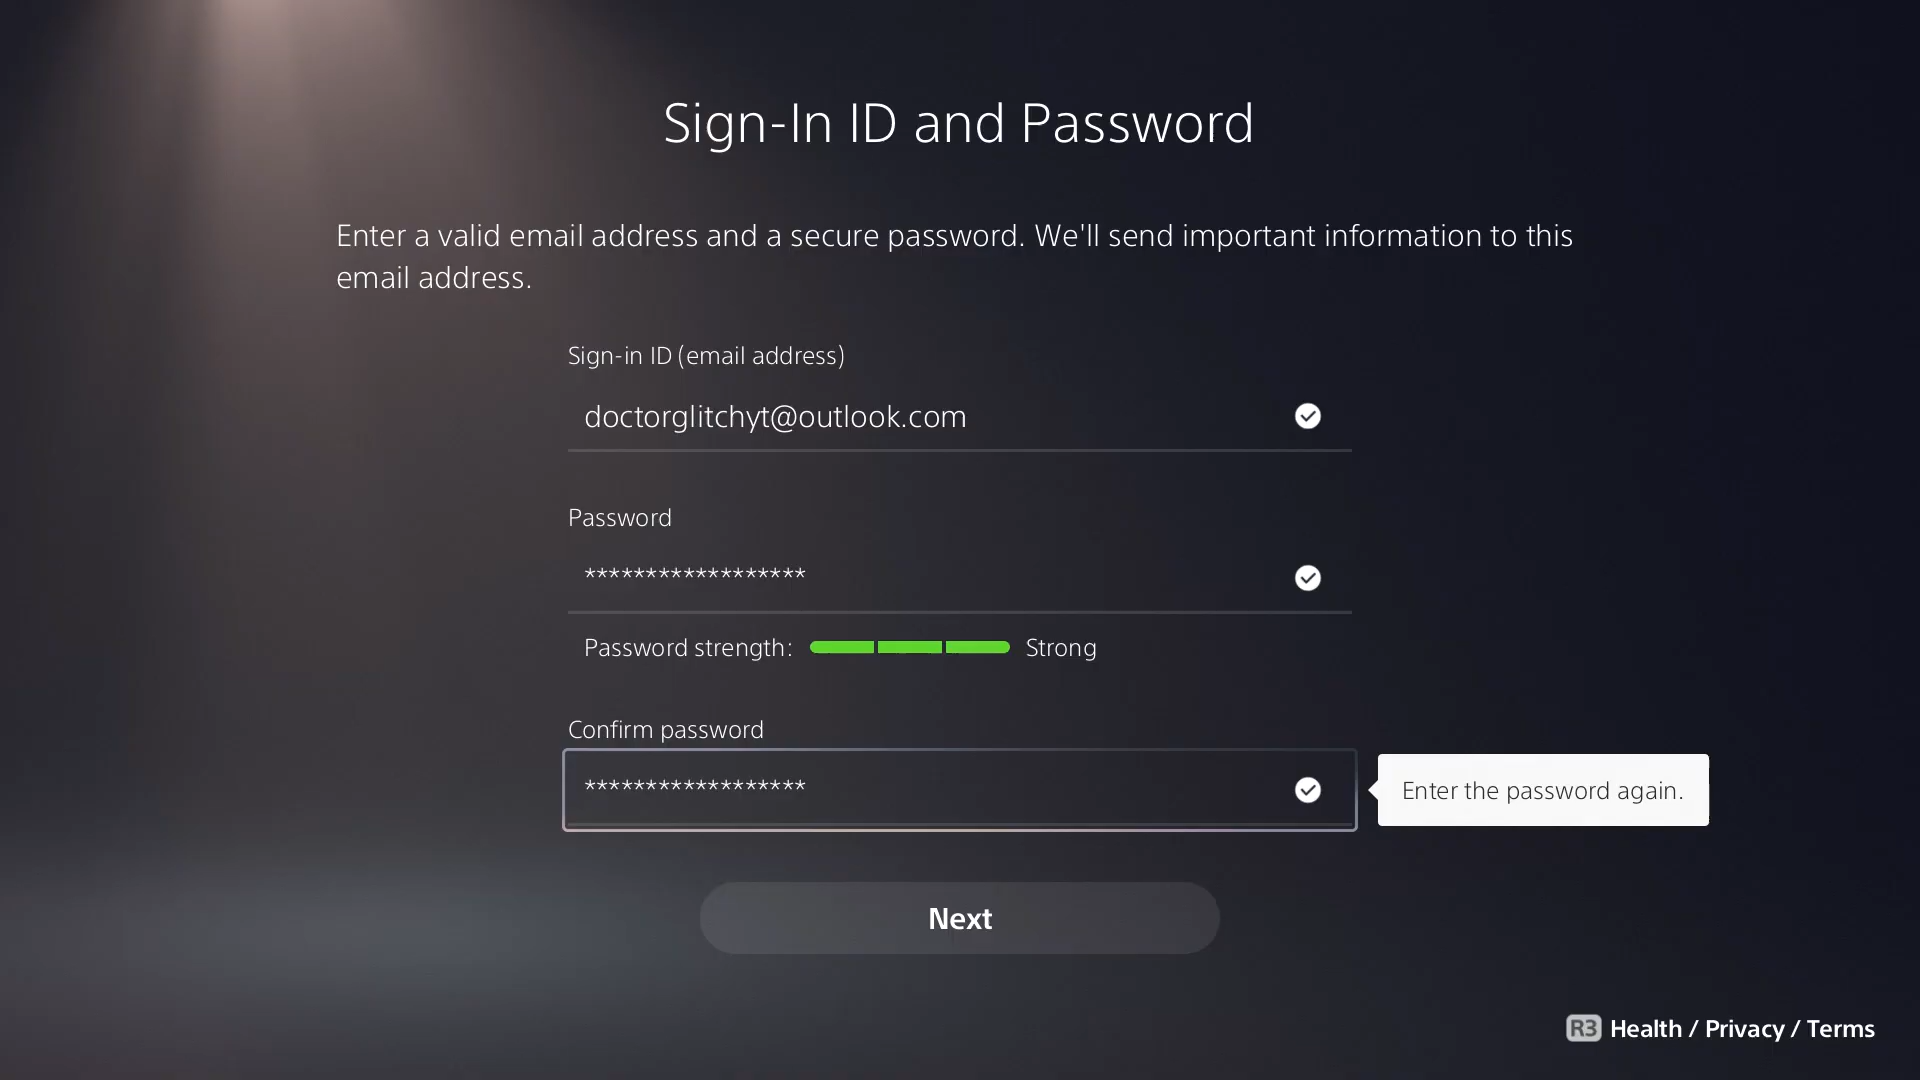 Sign-In ID and Password
Enter a valid email address and a secure password. We'll send important information to this
email address.
Sign-in ID (email address)
doctorglitchyt@outlook.com
Password
******************
Password strength: Strong
Confirm password
******************
Enter the password again.
Next
R3 Health / Privacy / Terms